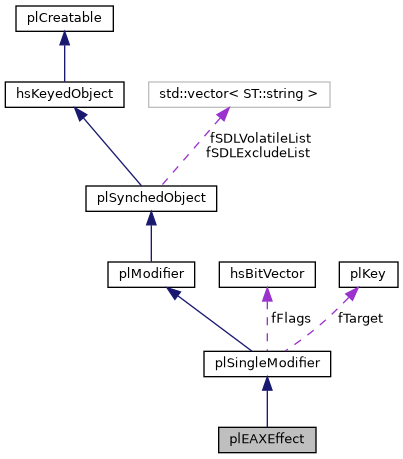 plCreatable
hsKeyedObject
std::vector< ST::string >
fSDLVolatileList
fSDLExcludeList
plSynchedObject
plModifier
hsBitVector
plKey
fFlags
fTarget
plSingleModifier
plEAXEffect